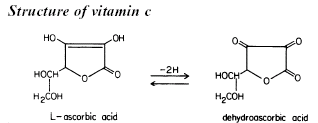 Structure of vitamin c
HO OH O O
HOCH O O HOCH O O
−2H
H₂COH H₂COH
L-ascorbic acid dehydroascorbic acid